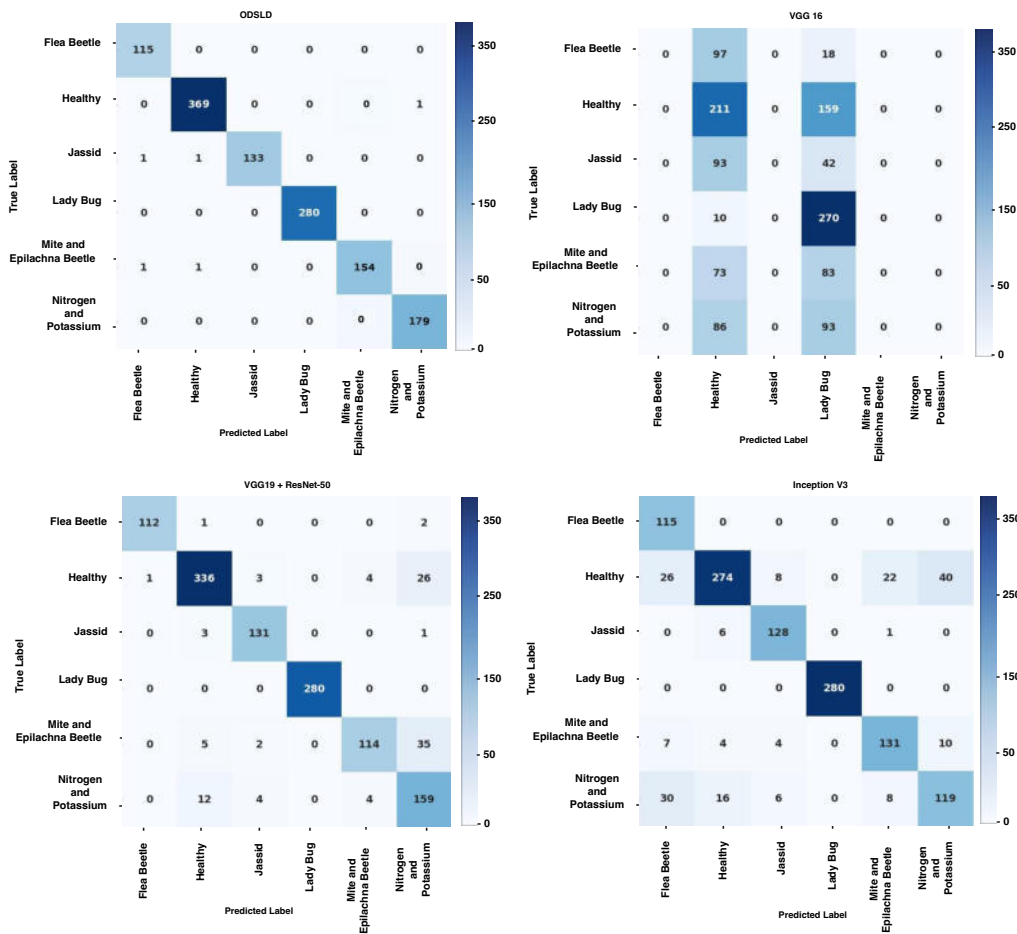 ODSLD
Flea Beetle 115 0 0 0 0 0
Healthy 0 369 0 0 0 1
Jassid 1 1 133 0 0 0
Lady Bug 0 0 0 280 0 0
Mite and
Epilachna Beetle 1 1 0 0 154 0
Nitrogen
and
Potassium 0 0 0 0 0 179
True Label
350
250
150
50
0
Flea Beetle
Healthy
Jassid
Lady Bug
Mite and
Epilachna Beetle
Nitrogen
and
Potassium
Predicted Label
VGG 16
Flea Beetle 0 97 0 18 0 0
Healthy 0 211 0 159 0 0
Jassid 0 93 0 42 0 0
Lady Bug 0 10 0 270 0 0
Mite and
Epilachna Beetle 0 73 0 83 0 0
Nitrogen
and
Potassium 0 86 0 93 0 0
True Label
350
250
150
50
0
Flea Beetle
Healthy
Jassid
Lady Bug
Mite and
Epilachna Beetle
Nitrogen
and
Potassium
Predicted Label
VGG19 + ResNet-50
Flea Beetle 112 1 0 0 0 2
Healthy 1 336 3 0 4 26
Jassid 0 3 131 0 0 1
Lady Bug 0 0 0 280 0 0
Mite and
Epilachna Beetle 0 5 2 0 114 35
Nitrogen
and
Potassium 0 12 4 0 4 159
True Label
350
250
150
50
0
Flea Beetle
Healthy
Jassid
Lady Bug
Mite and
Epilachna Beetle
Nitrogen
and
Potassium
Predicted Label
Inception V3
Flea Beetle 115 0 0 0 0 0
Healthy 26 274 8 0 22 40
Jassid 0 6 128 0 1 0
Lady Bug 0 0 0 280 0 0
Mite and
Epilachna Beetle 7 4 4 0 131 10
Nitrogen
and
Potassium 30 16 6 0 8 119
True Label
350
250
150
50
0
Flea Beetle
Healthy
Jassid
Lady Bug
Mite and
Epilachna Beetle
Nitrogen
and
Potassium
Predicted Label